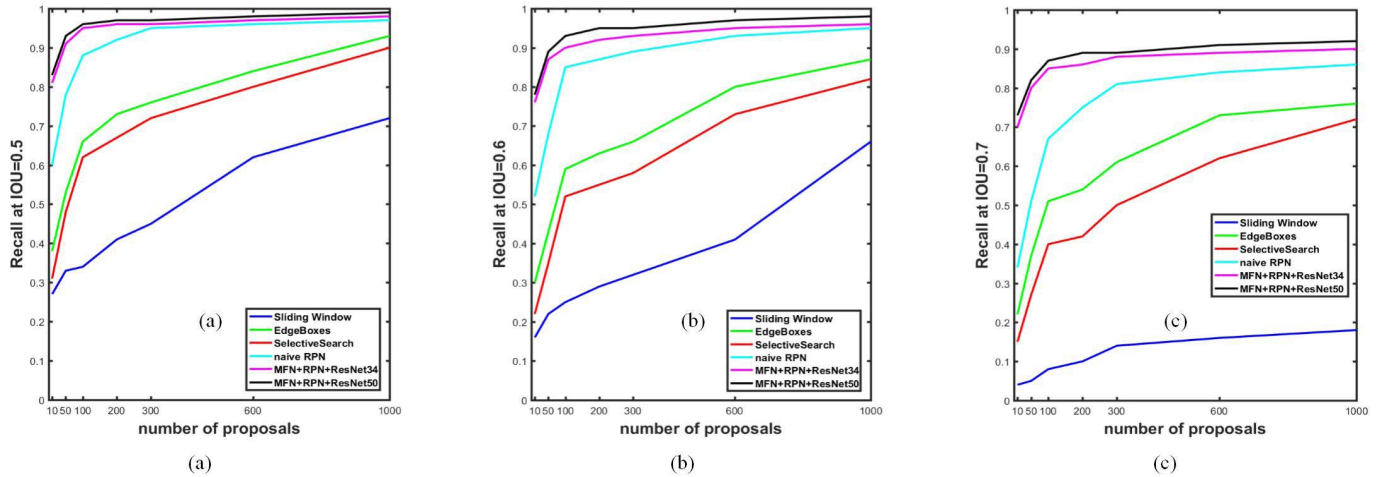 Recall at IOU=0.5
1
0.9
0.8
0.7
0.6
0.5
0.4
0.3
0.2
0.1
0
(a)
Sliding Window
EdgeBoxes
SelectiveSearch
naive RPN
MFN+RPN+ResNet34
MFN+RPN+ResNet50
10 50 100 200 300 600 1000
number of proposals
(a)
Recall at IOU=0.6
1
0.9
0.8
0.7
0.6
0.5
0.4
0.3
0.2
0.1
0
(b)
Sliding Window
EdgeBoxes
SelectiveSearch
naive RPN
MFN+RPN+ResNet34
MFN+RPN+ResNet50
10 50 100 200 300 600 1000
number of proposals
(b)
Recall at IOU=0.7
1
0.9
0.8
0.7
0.6
0.5
0.4
0.3
0.2
0.1
0
Sliding Window
EdgeBoxes
SelectiveSearch
naive RPN
MFN+RPN+ResNet34
MFN+RPN+ResNet50
(c)
10 50 100 200 300 600 1000
number of proposals
(c)